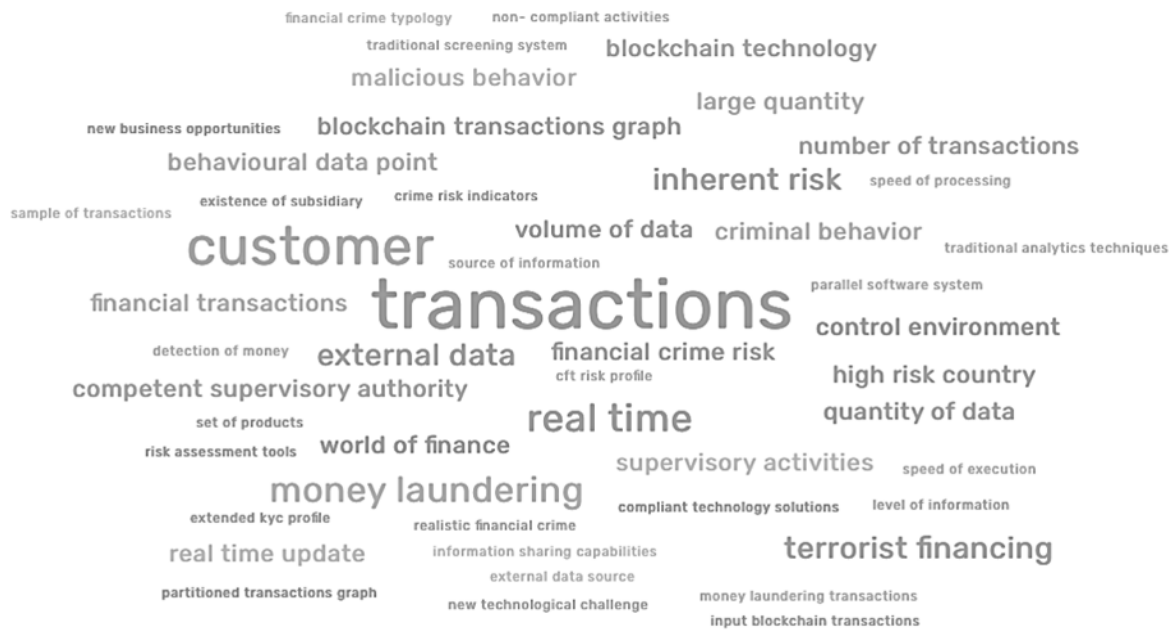 financial crime typology
non- compliant activities
traditional screening system
blockchain technology
malicious behavior
large quantity
new business opportunities
blockchain transactions graph
number of transactions
behavioural data point
inherent risk
speed of processing
existence of subsidiary
crime risk indicators
sample of transactions
volume of data
criminal behavior
customer
traditional analytics techniques
source of information
parallel software system
financial transactions
transactions
control environment
detection of money
external data
financial crime risk
cft risk profile
high risk country
competent supervisory authority
quantity of data
set of products
real time
risk assessment tools
world of finance
supervisory activities
speed of execution
money laundering
compliant technology solutions
level of information
extended kyc profile
realistic financial crime
real time update
information sharing capabilities
terrorist financing
external data source
partitioned transactions graph
money laundering transactions
new technological challenge
input blockchain transactions